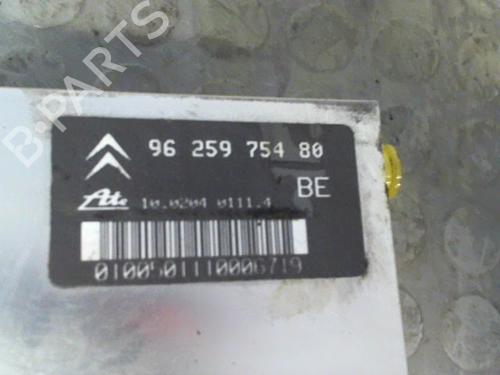 B.PARTS
96 259 754 80
BE
Ate 10.0204 0111.4
0100501110006719